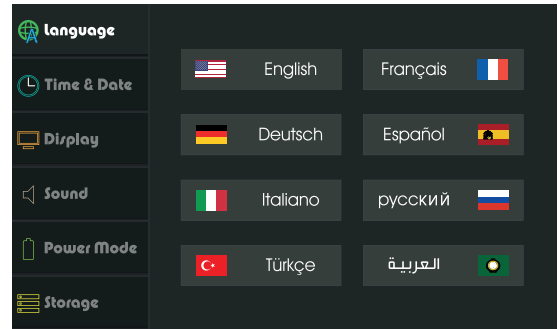 Language
Time & Date
Display
Sound
Power Mode
Storage
English
Français
Deutsch
Español
Italiano
русский
Türkçe
العربية